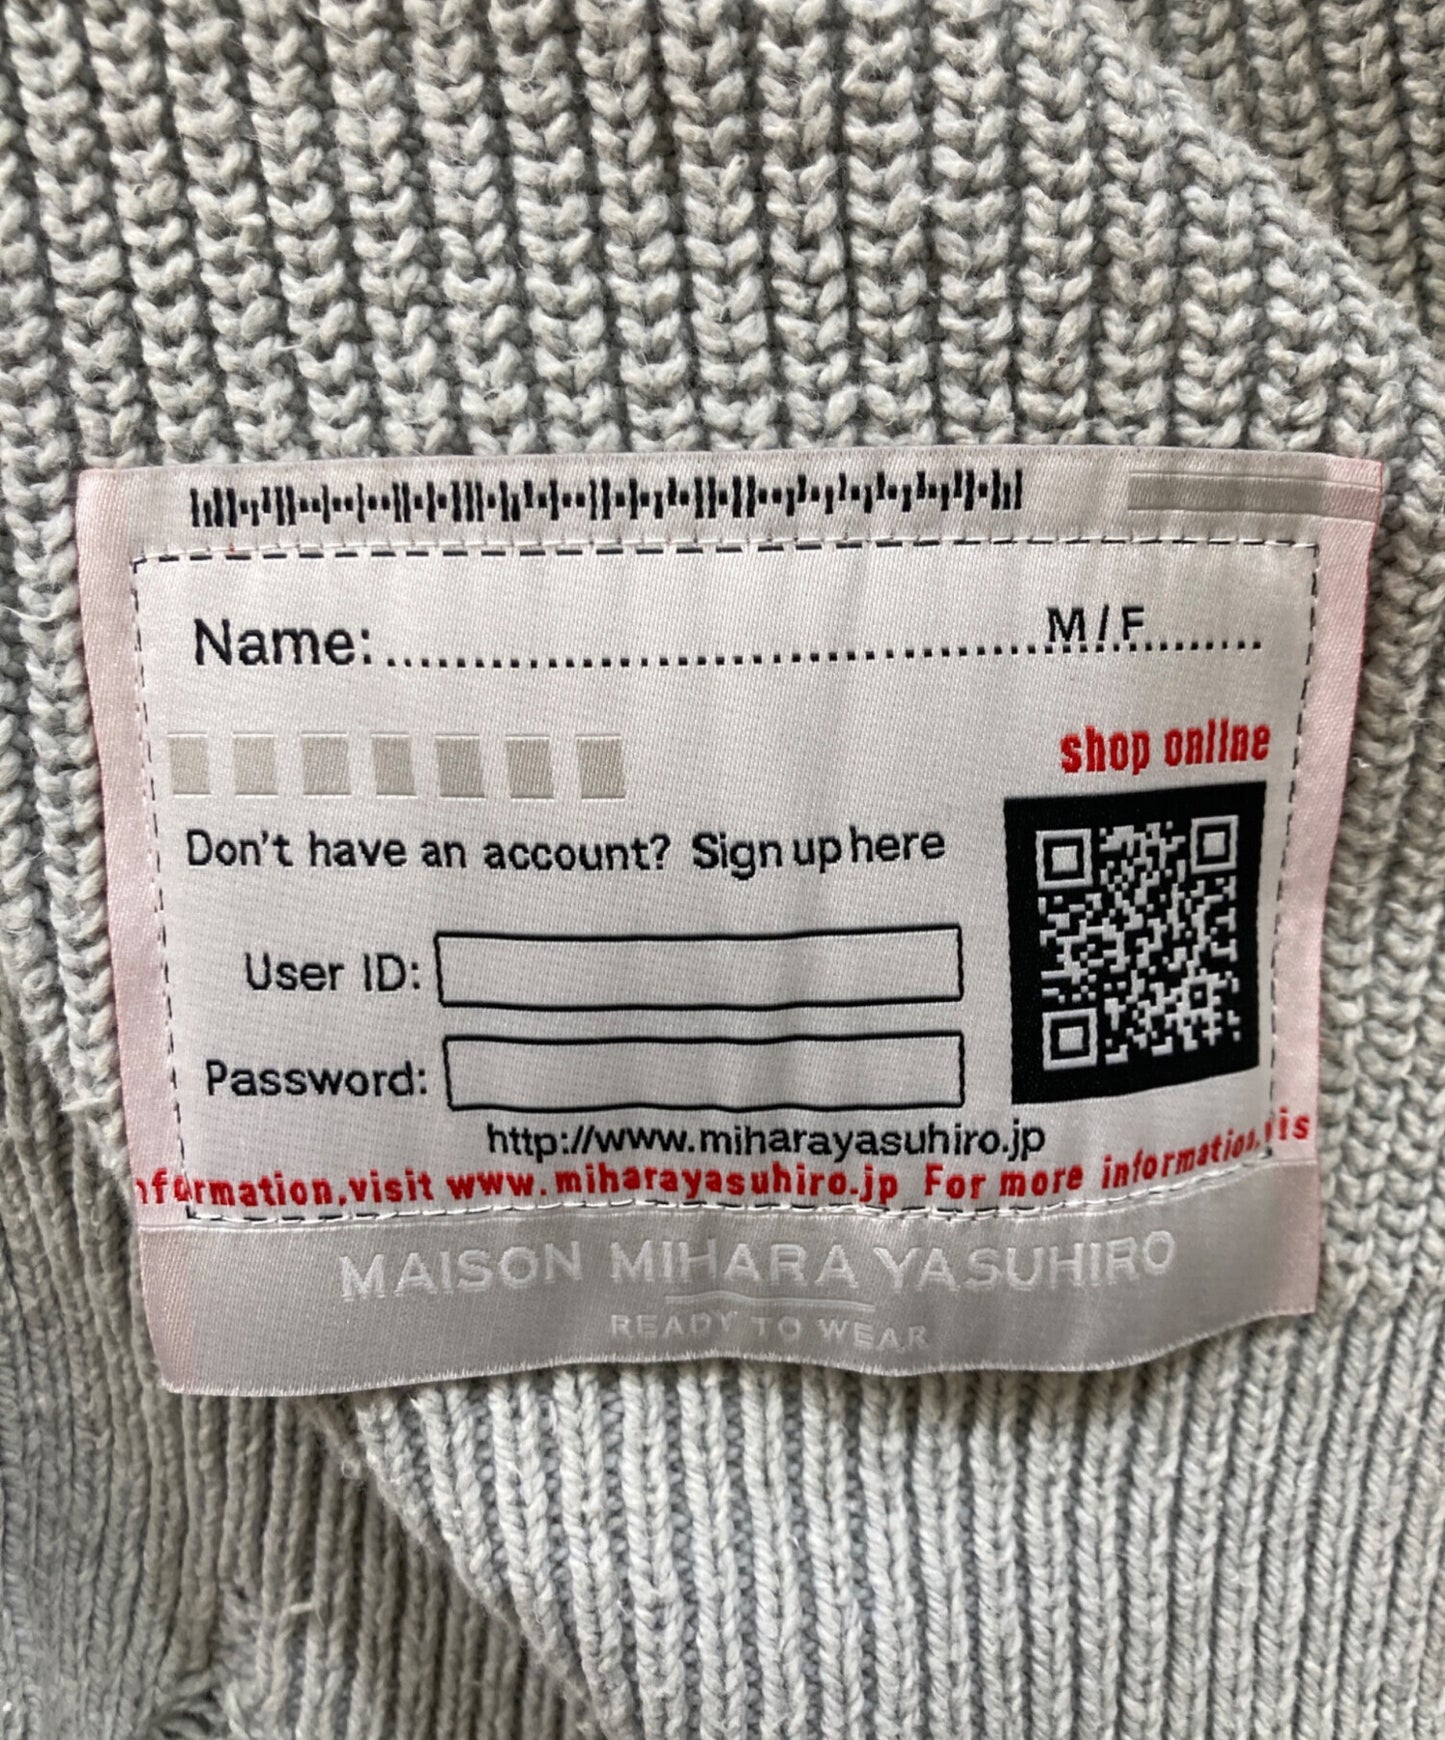 Name:.......................................M / F........
shop online
Don't have an account? Sign up here
User ID:
Password:
http://www.miharayasuhiro.jp
nformation,visit www.miharayasuhiro.jp For more information, vis
MAISON MIHARA YASUHIRO
READY TO WEAR